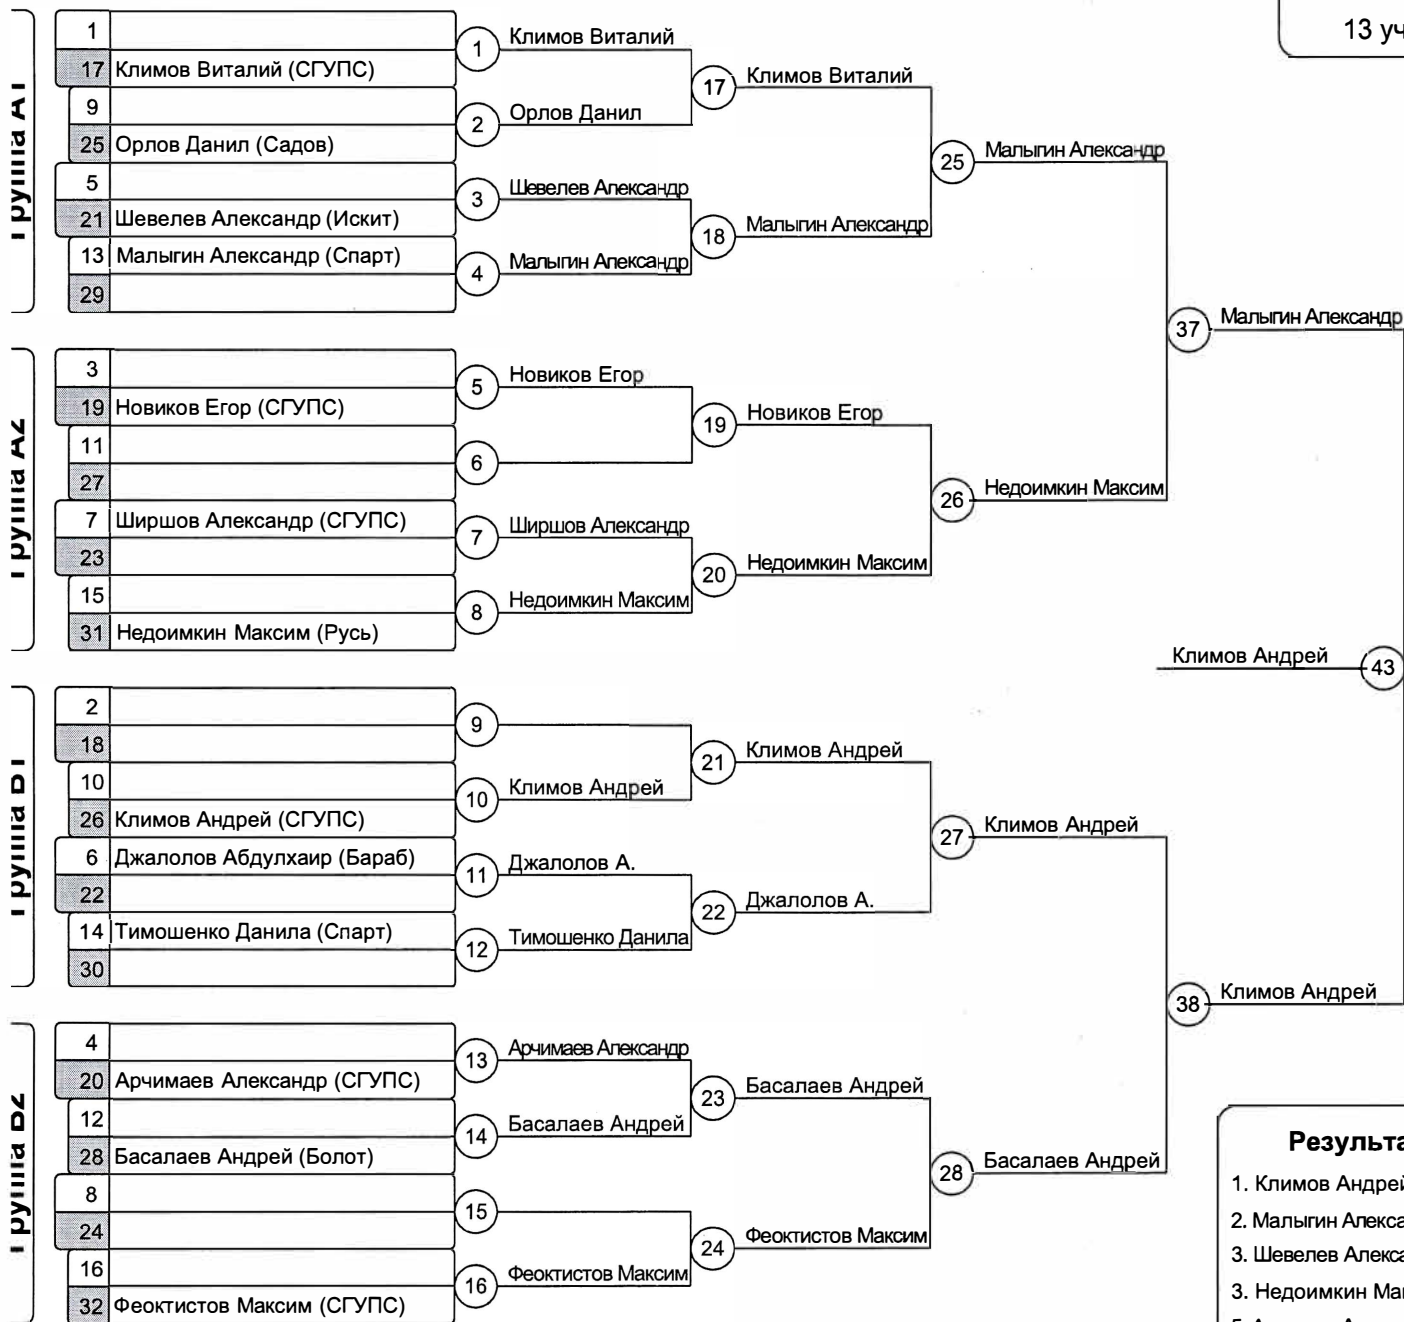 13 уч
Группа А1
1
17 Климов Виталий (СГУПС)
9
25 Орлов Данил (Садов)
5
21 Шевелев Александр (Искит)
13 Малыгин Александр (Спарт)
29
1 Климов Виталий
2 Орлов Данил
3 Шевелев Александр
4 Малыгин Александр
17 Климов Виталий
18 Малыгин Александр
25 Малыгин Александр
Группа А2
3
19 Новиков Егор (СГУПС)
11
27
7 Ширшов Александр (СГУПС)
23
15
31 Недоимкин Максим (Русь)
5 Новиков Егор
6
7 Ширшов Александр
8 Недоимкин Максим
19 Новиков Егор
20 Недоимкин Максим
26 Недоимкин Максим
37 Малыгин Александр
Климов Андрей 43
Группа В1
2
18
10
26 Климов Андрей (СГУПС)
6 Джалолов Абдулхаир (Бараб)
22
14 Тимошенко Данила (Спарт)
30
9
10 Климов Андрей
11 Джалолов А.
12 Тимошенко Данила
21 Климов Андрей
22 Джалолов А.
27 Климов Андрей
Группа В2
4
20 Арчимаев Александр (СГУПС)
12
28 Басалаев Андрей (Болот)
8
24
16
32 Феоктистов Максим (СГУПС)
13 Арчимаев Александр
14 Басалаев Андрей
15
16 Феоктистов Максим
23 Басалаев Андрей
24 Феоктистов Максим
28 Басалаев Андрей
38 Климов Андрей
Результа
1. Климов Андрей
2. Малыгин Алекса
3. Шевелев Алекса
3. Недоимкин Ма